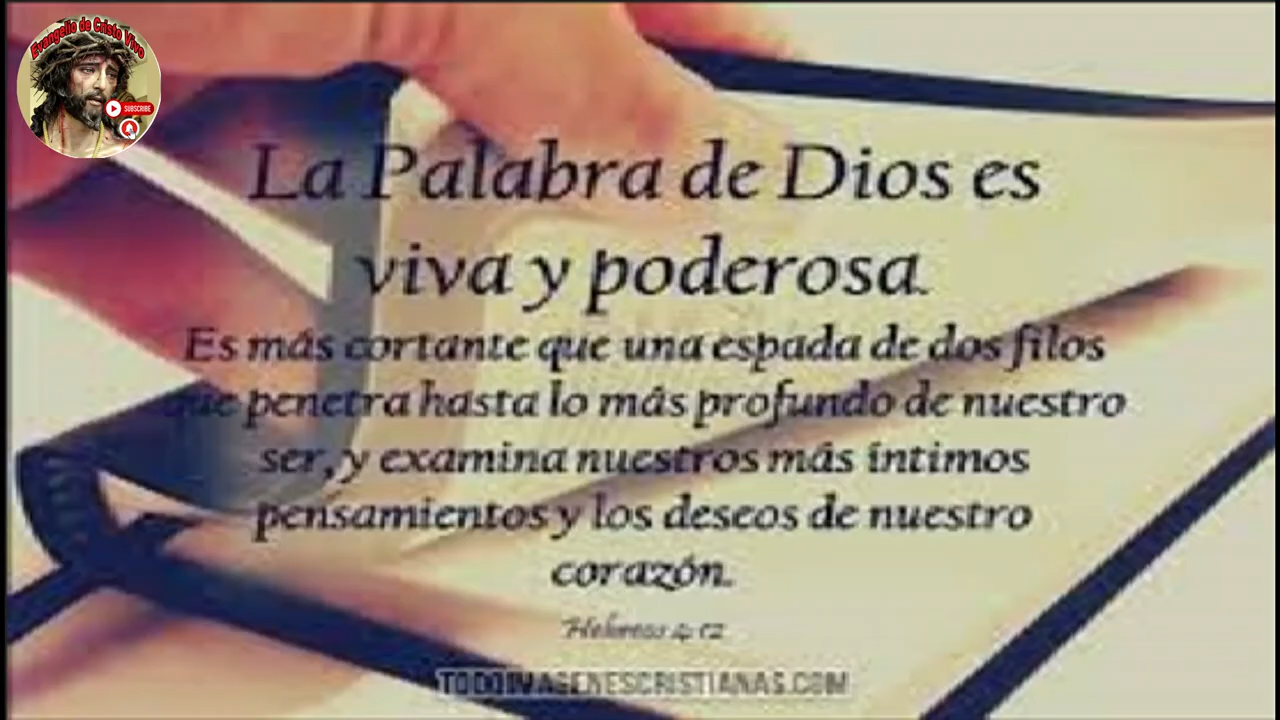 Evangelio de Cristo Vivo
SUBSCRIBE
La Palabra de Dios es
viva y poderosa.
Es más cortante que una espada de dos filos
que penetra hasta lo más profundo de nuestro
ser, y examina nuestros más íntimos
pensamientos y los deseos de nuestro
corazón.
Hebreos 4:12
TODOIMAGENESCRISTIANAS.COM